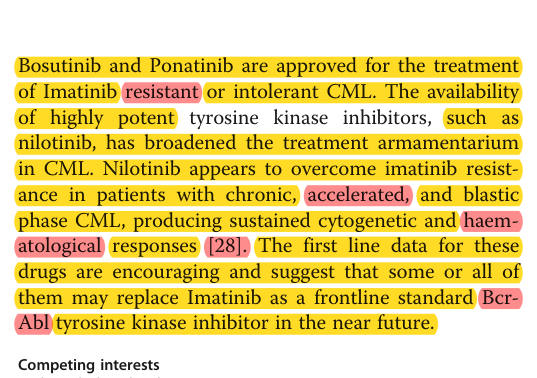 Bosutinib and Ponatinib are approved for the treatment
of Imatinib resistant or intolerant CML. The availability
of highly potent tyrosine kinase inhibitors, such as
nilotinib, has broadened the treatment armamentarium
in CML. Nilotinib appears to overcome imatinib resist-
ance in patients with chronic, accelerated, and blastic
phase CML, producing sustained cytogenetic and haem-
atological responses [28]. The first line data for these
drugs are encouraging and suggest that some or all of
them may replace Imatinib as a frontline standard Bcr-
Abl tyrosine kinase inhibitor in the near future.
Competing interests